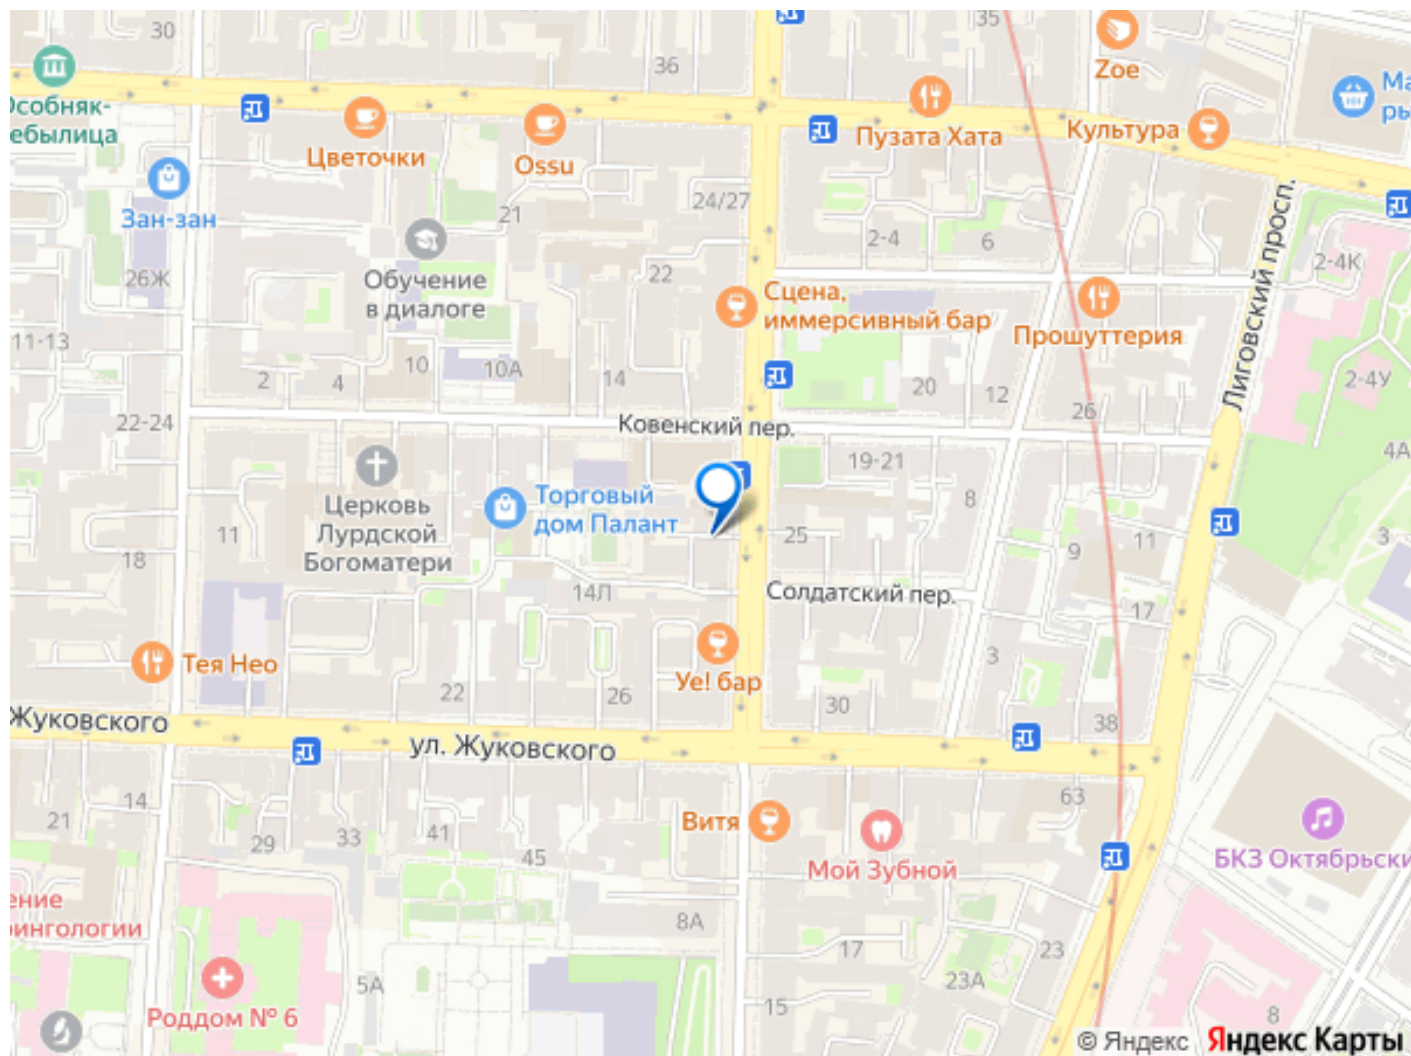 30
36
35
Zoe
Особняк-
ебылица
Цветочки
Ossu
Пузата Хата
Культура
Ма
ры
Зан-зан
21
24/27
2-4
6
2-4К
26Ж
Обучение
в диалоге
22
Сцена,
иммерсивный бар
Прошуттерия
Лиговский просп.
11-13
2
4
10
10А
14
20
12
26
2-4У
22-24
Ковенский пер.
19-21
4А
Церковь
Лурдской
Богоматери
Торговый
дом Палант
8
11
18
25
9
11
3
14Л
Солдатский пер.
17
Тея Нео
22
26
Уе! бар
3
30
38
Жуковского
ул. Жуковского
14
21
29
33
41
45
Витя
Мой Зубной
63
БКЗ Октябрьски
ение
рингологии
8А
17
23
23А
5А
15
8
Роддом № 6
© Яндекс Яндекс Карты